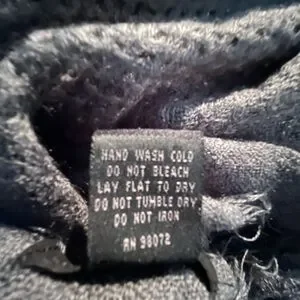 HAND WASH COLD
DO NOT BLEACH
LAY FLAT TO DRY
DO NOT TUMBLE DRY
DO NOT IRON
RN 98072